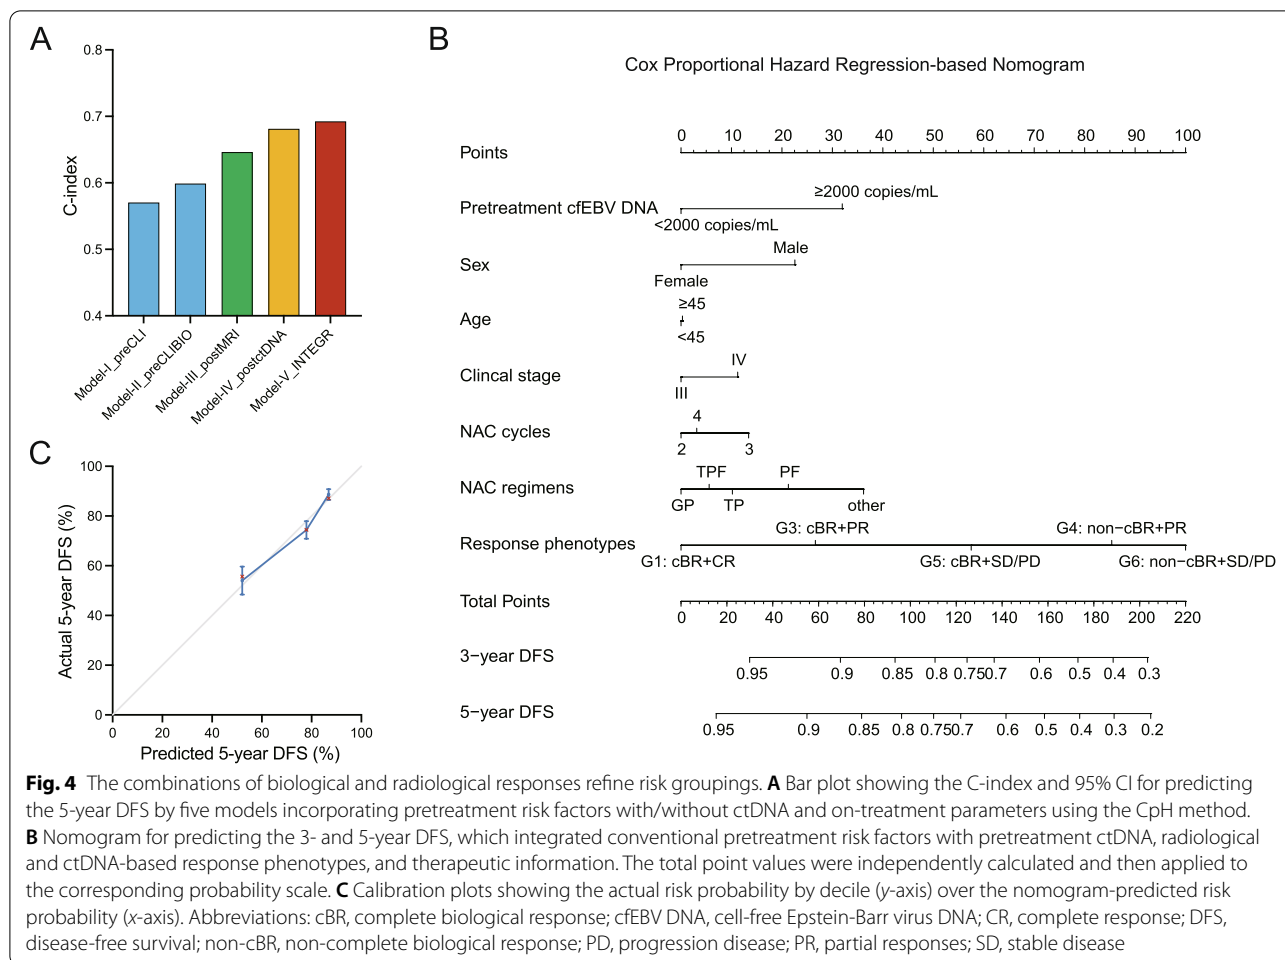 A
0.8
0.7
0.6
0.5
0.4
C-index
Model-I_preCLI
Model-II_preCLIBIO
Model-III_postMRI
Model-IV_postctDNA
Model-V_INTEGR
B
Cox Proportional Hazard Regression-based Nomogram
0 10 20 30 40 50 60 70 80 90 100
Points
≥2000 copies/mL
Pretreatment cfEBV DNA
<2000 copies/mL
Male
Sex
Female
≥45
Age
<45
IV
Clincal stage
III
4
NAC cycles
2 3
TPF PF
NAC regimens
GP TP other
G3: cBR+PR G4: non−cBR+PR
Response phenotypes
G1: cBR+CR G5: cBR+SD/PD G6: non−cBR+SD/PD
Total Points
0 20 40 60 80 100 120 140 160 180 200 220
3−year DFS
0.95 0.9 0.85 0.8 0.75 0.7 0.6 0.5 0.4 0.3
5−year DFS
0.95 0.9 0.85 0.8 0.75 0.7 0.6 0.5 0.4 0.3 0.2
C
100
80
60
40
20
0
Actual 5-year DFS (%)
0 20 40 60 80 100
Predicted 5-year DFS (%)
Fig. 4 The combinations of biological and radiological responses refine risk groupings. A Bar plot showing the C-index and 95% CI for predicting
the 5-year DFS by five models incorporating pretreatment risk factors with/without ctDNA and on-treatment parameters using the CpH method.
B Nomogram for predicting the 3- and 5-year DFS, which integrated conventional pretreatment risk factors with pretreatment ctDNA, radiological
and ctDNA-based response phenotypes, and therapeutic information. The total point values were independently calculated and then applied to
the corresponding probability scale. C Calibration plots showing the actual risk probability by decile (y-axis) over the nomogram-predicted risk
probability (x-axis). Abbreviations: cBR, complete biological response; cfEBV DNA, cell-free Epstein-Barr virus DNA; CR, complete response; DFS,
disease-free survival; non-cBR, non-complete biological response; PD, progression disease; PR, partial responses; SD, stable disease